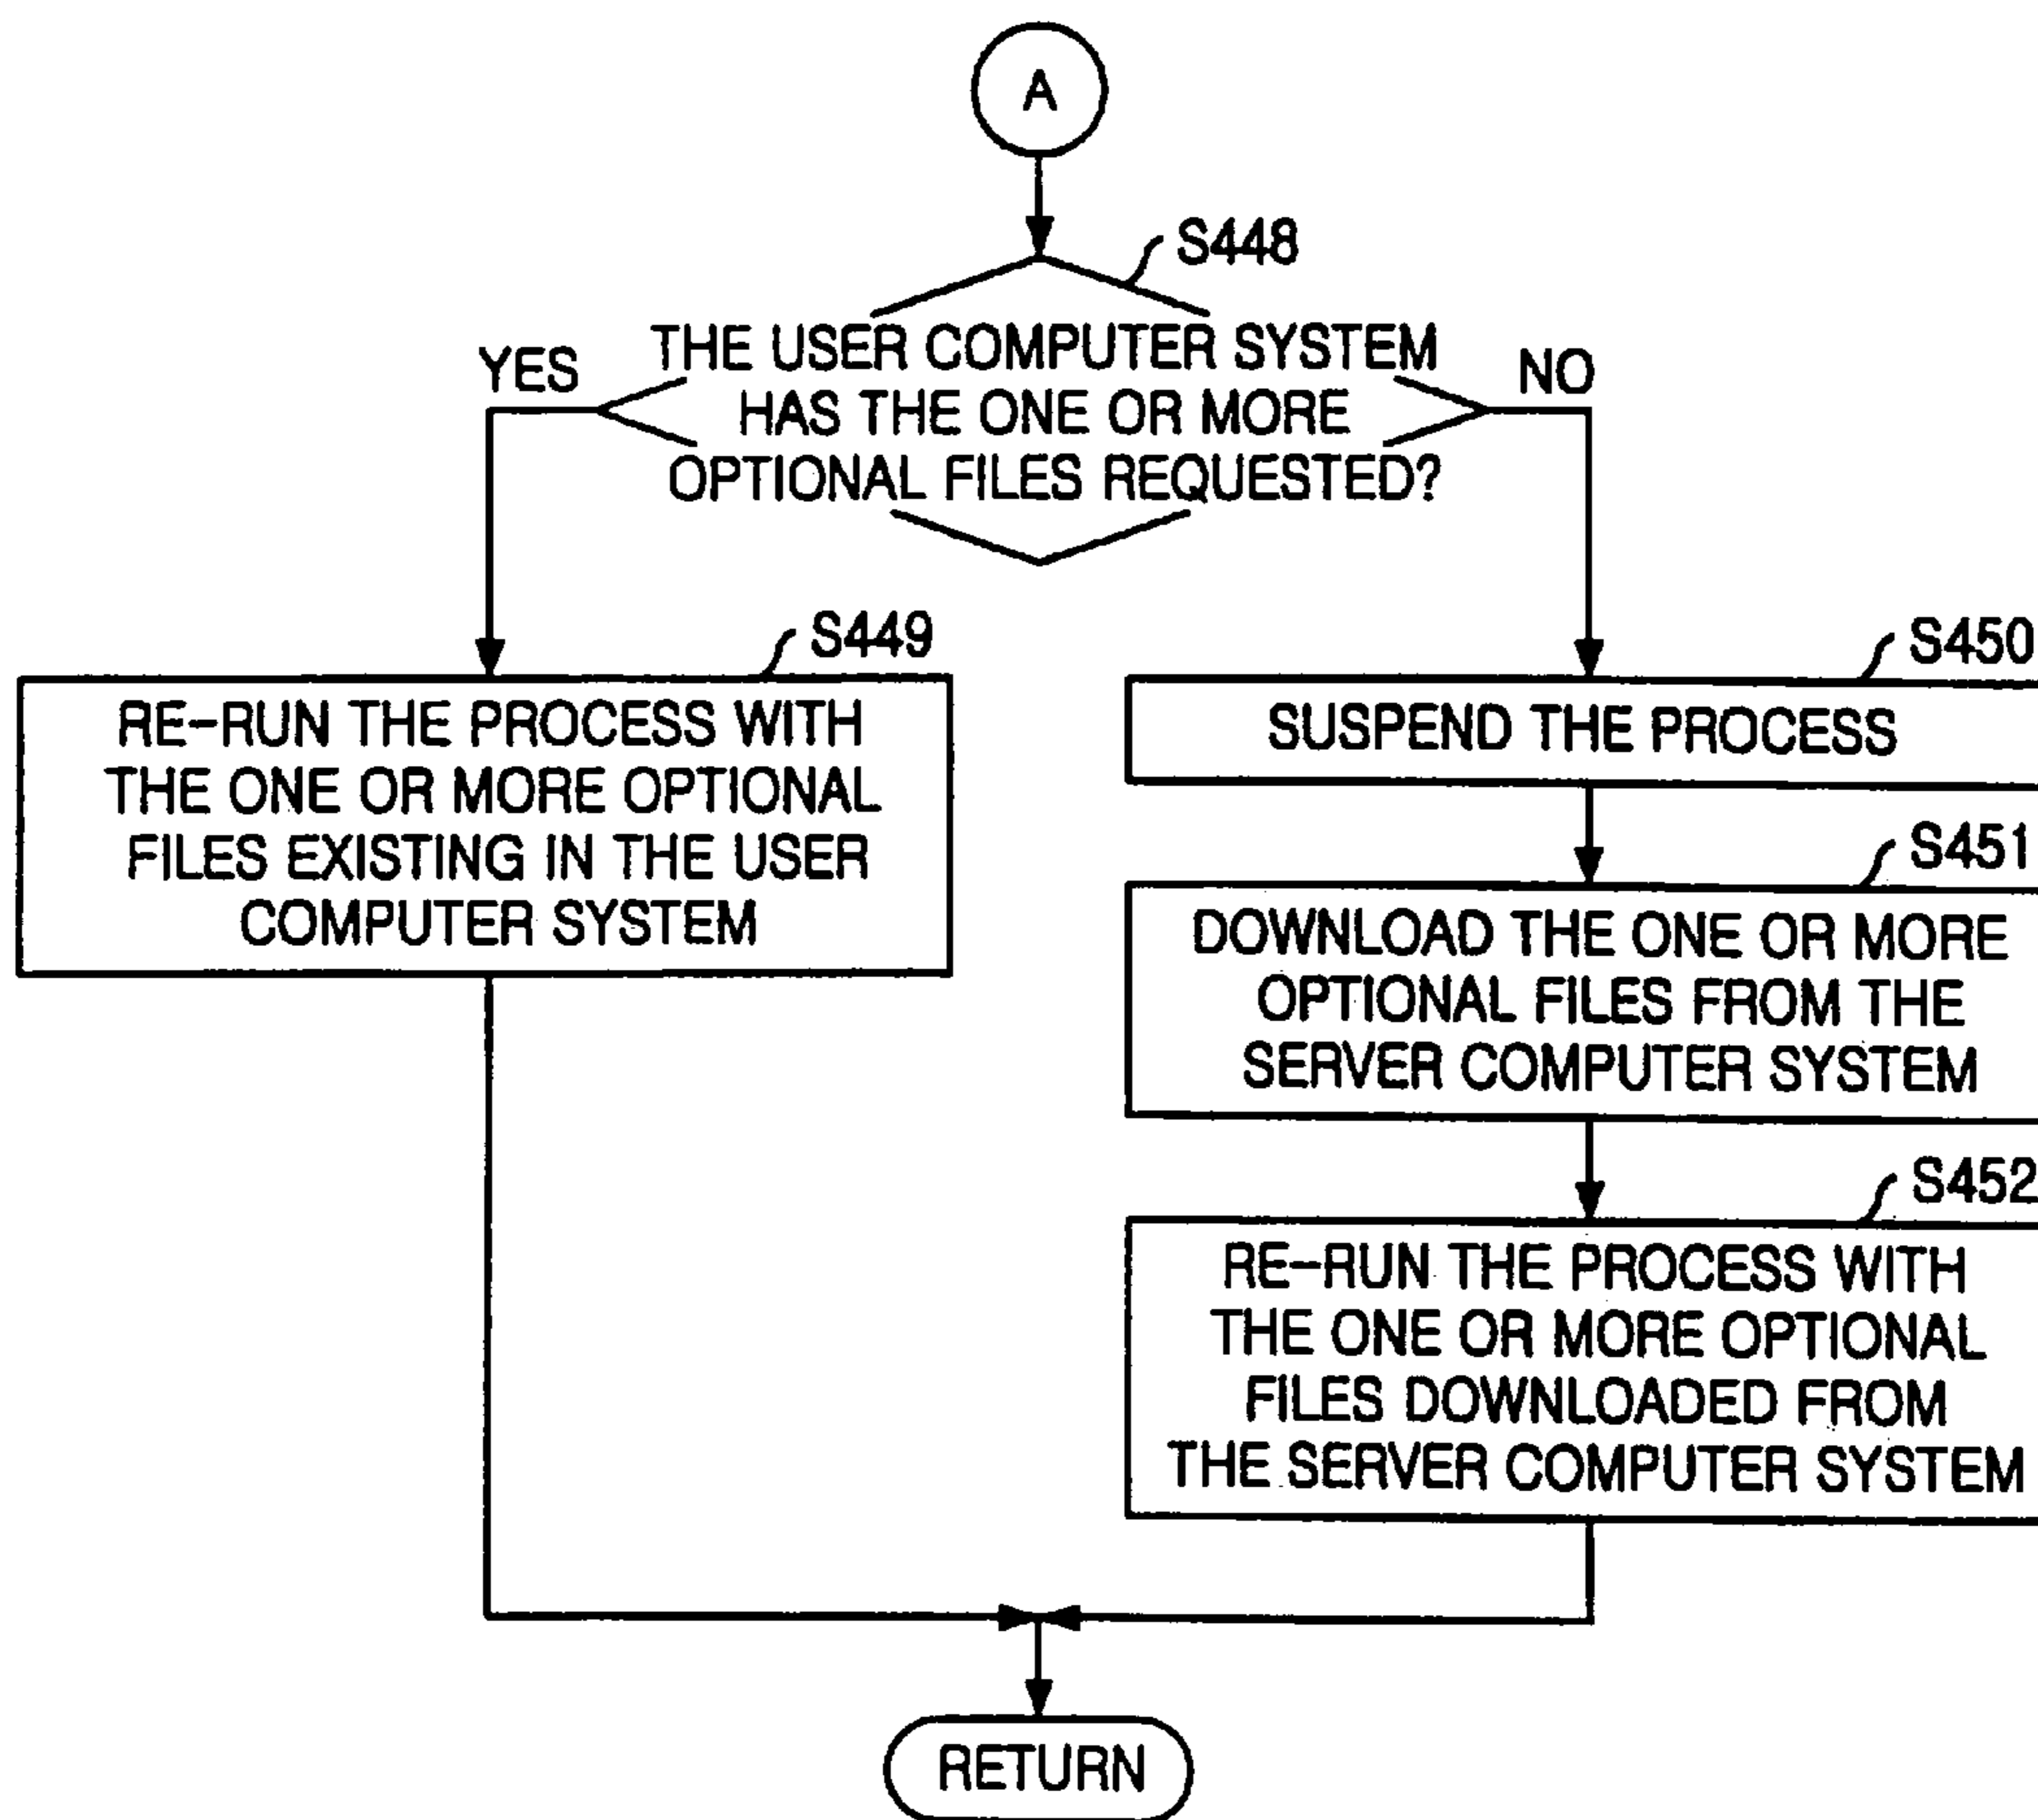 A
S448
THE USER COMPUTER SYSTEM
HAS THE ONE OR MORE
OPTIONAL FILES REQUESTED?
YES
NO
S449
RE-RUN THE PROCESS WITH
THE ONE OR MORE OPTIONAL
FILES EXISTING IN THE USER
COMPUTER SYSTEM
S450
SUSPEND THE PROCESS
S451
DOWNLOAD THE ONE OR MORE
OPTIONAL FILES FROM THE
SERVER COMPUTER SYSTEM
S452
RE-RUN THE PROCESS WITH
THE ONE OR MORE OPTIONAL
FILES DOWNLOADED FROM
THE SERVER COMPUTER SYSTEM
RETURN